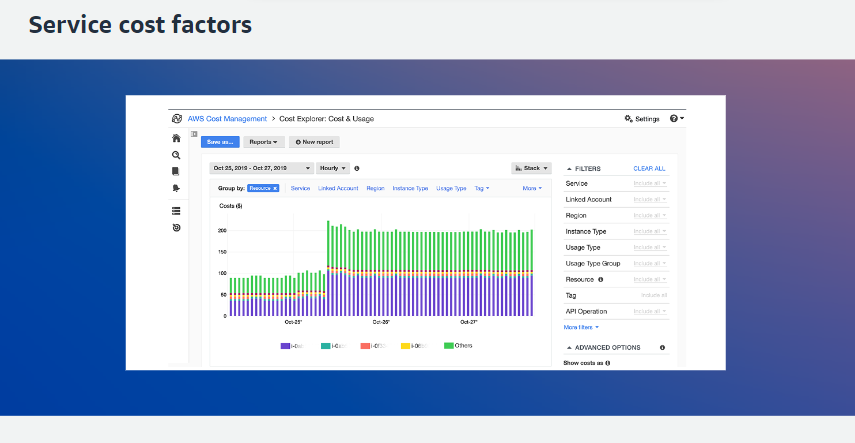 Service cost factors
AWS Cost Management > Cost Explorer: Cost & Usage
Settings
Save as...
Reports
New report
Oct 25, 2019 - Oct 27, 2019
Hourly
Stack
Group by: Resource
Service
Linked Account
Region
Instance Type
Usage Type
Tag
More
Costs ($)
200
150
100
50
0
Oct-25*
Oct-26*
Oct-27*
Others
FILTERS
CLEAR ALL
Service Include all
Linked Account Include all
Region Include all
Instance Type Include all
Usage Type Include all
Usage Type Group Include all
Resource Include all
Tag Include all
API Operation Include all
More filters
ADVANCED OPTIONS
Show costs as